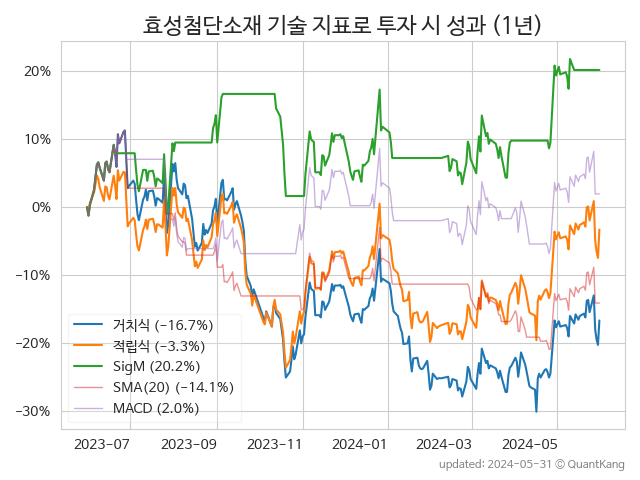 효성첨단소재 기술 지표로 투자 시 성과 (1년)
20%
10%
0%
−10%
−20%
−30%
거치식 (−16.7%)
적립식 (−3.3%)
SigM (20.2%)
SMA(20) (−14.1%)
MACD (2.0%)
2023-07
2023-09
2023-11
2024-01
2024-03
2024-05
updated: 2024-05-31 © QuantKang